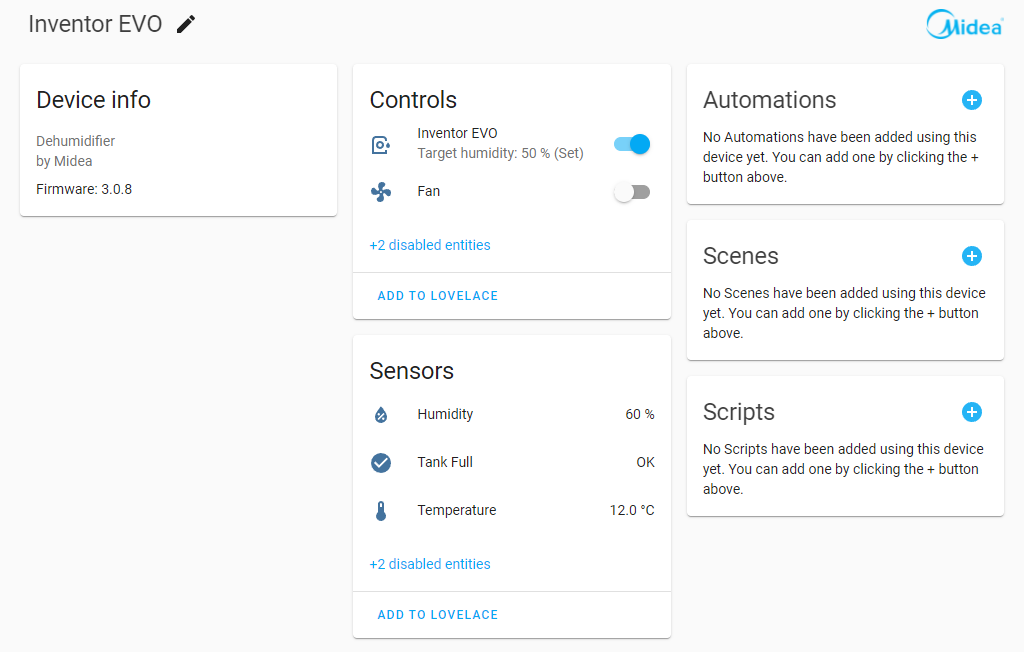 Inventor EVO
Midea
Device info
Dehumidifier
by Midea
Firmware: 3.0.8
Controls
Inventor EVO
Target humidity: 50 % (Set)
Fan
+2 disabled entities
ADD TO LOVELACE
Sensors
Humidity 60 %
Tank Full OK
Temperature 12.0 °C
+2 disabled entities
ADD TO LOVELACE
Automations
No Automations have been added using this
device yet. You can add one by clicking the +
button above.
Scenes
No Scenes have been added using this device
yet. You can add one by clicking the + button
above.
Scripts
No Scripts have been added using this device
yet. You can add one by clicking the + button
above.